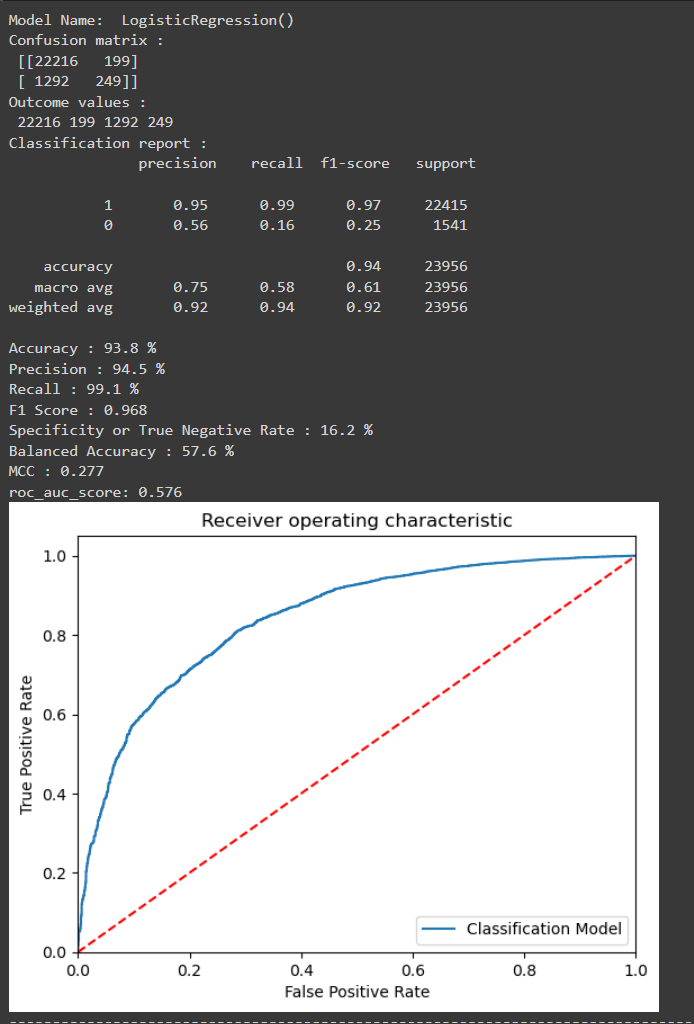 Model Name:  LogisticRegression()
Confusion matrix :
 [[22216   199]
 [ 1292   249]]
Outcome values :
 22216 199 1292 249
Classification report :
               precision    recall  f1-score   support

           1       0.95      0.99      0.97     22415
           0       0.56      0.16      0.25      1541

    accuracy                           0.94     23956
   macro avg       0.75      0.58      0.61     23956
weighted avg       0.92      0.94      0.92     23956

Accuracy : 93.8 %
Precision : 94.5 %
Recall : 99.1 %
F1 Score : 0.968
Specificity or True Negative Rate : 16.2 %
Balanced Accuracy : 57.6 %
MCC : 0.277
roc_auc_score: 0.576
Receiver operating characteristic
1.0
0.8
0.6
0.4
0.2
0.0
True Positive Rate
Classification Model
0.0 0.2 0.4 0.6 0.8 1.0
False Positive Rate